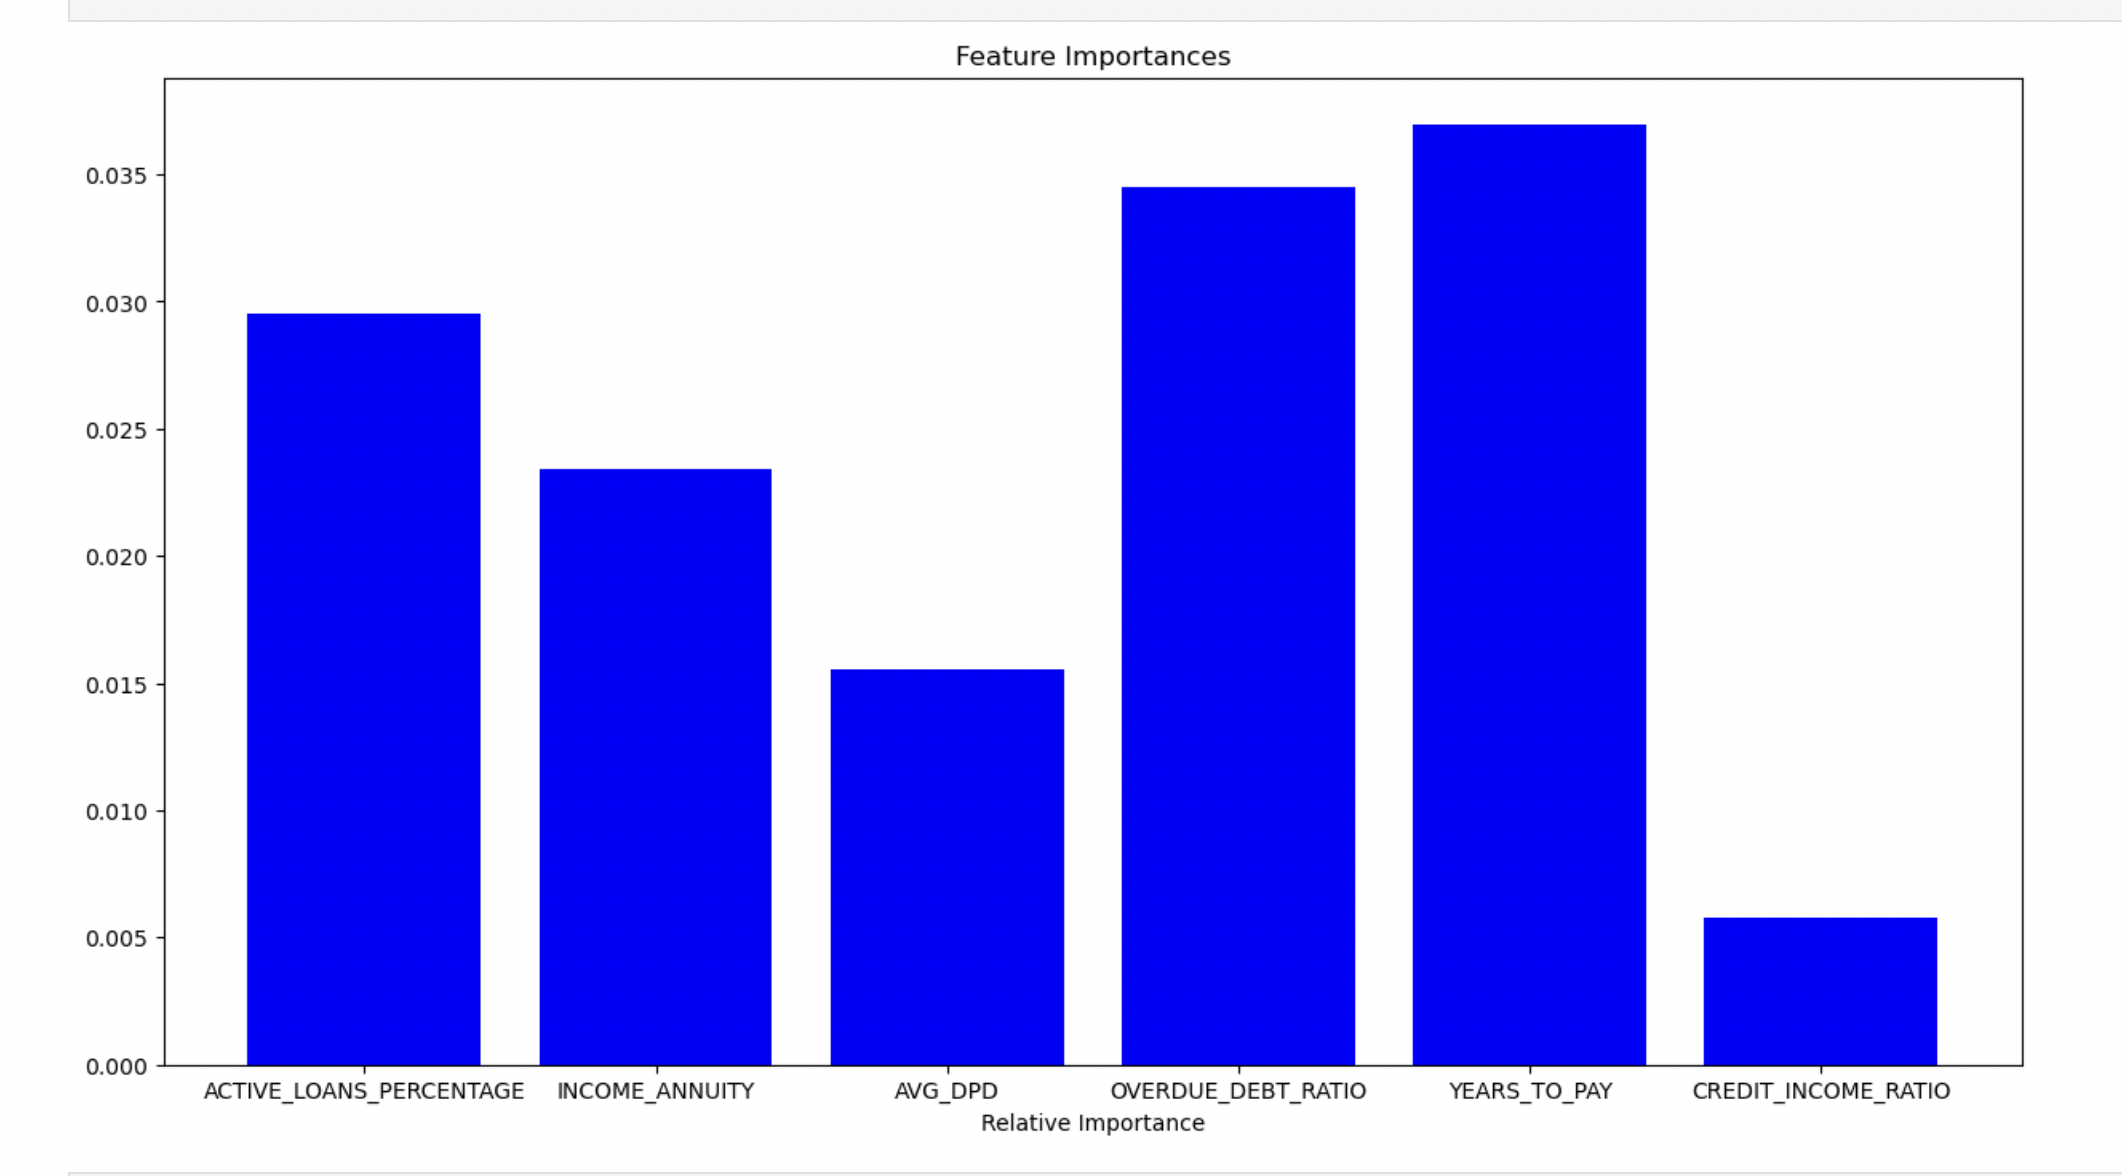 Feature Importances
0.035
0.030
0.025
0.020
0.015
0.010
0.005
0.000
ACTIVE_LOANS_PERCENTAGE INCOME_ANNUITY AVG_DPD OVERDUE_DEBT_RATIO YEARS_TO_PAY CREDIT_INCOME_RATIO
Relative Importance